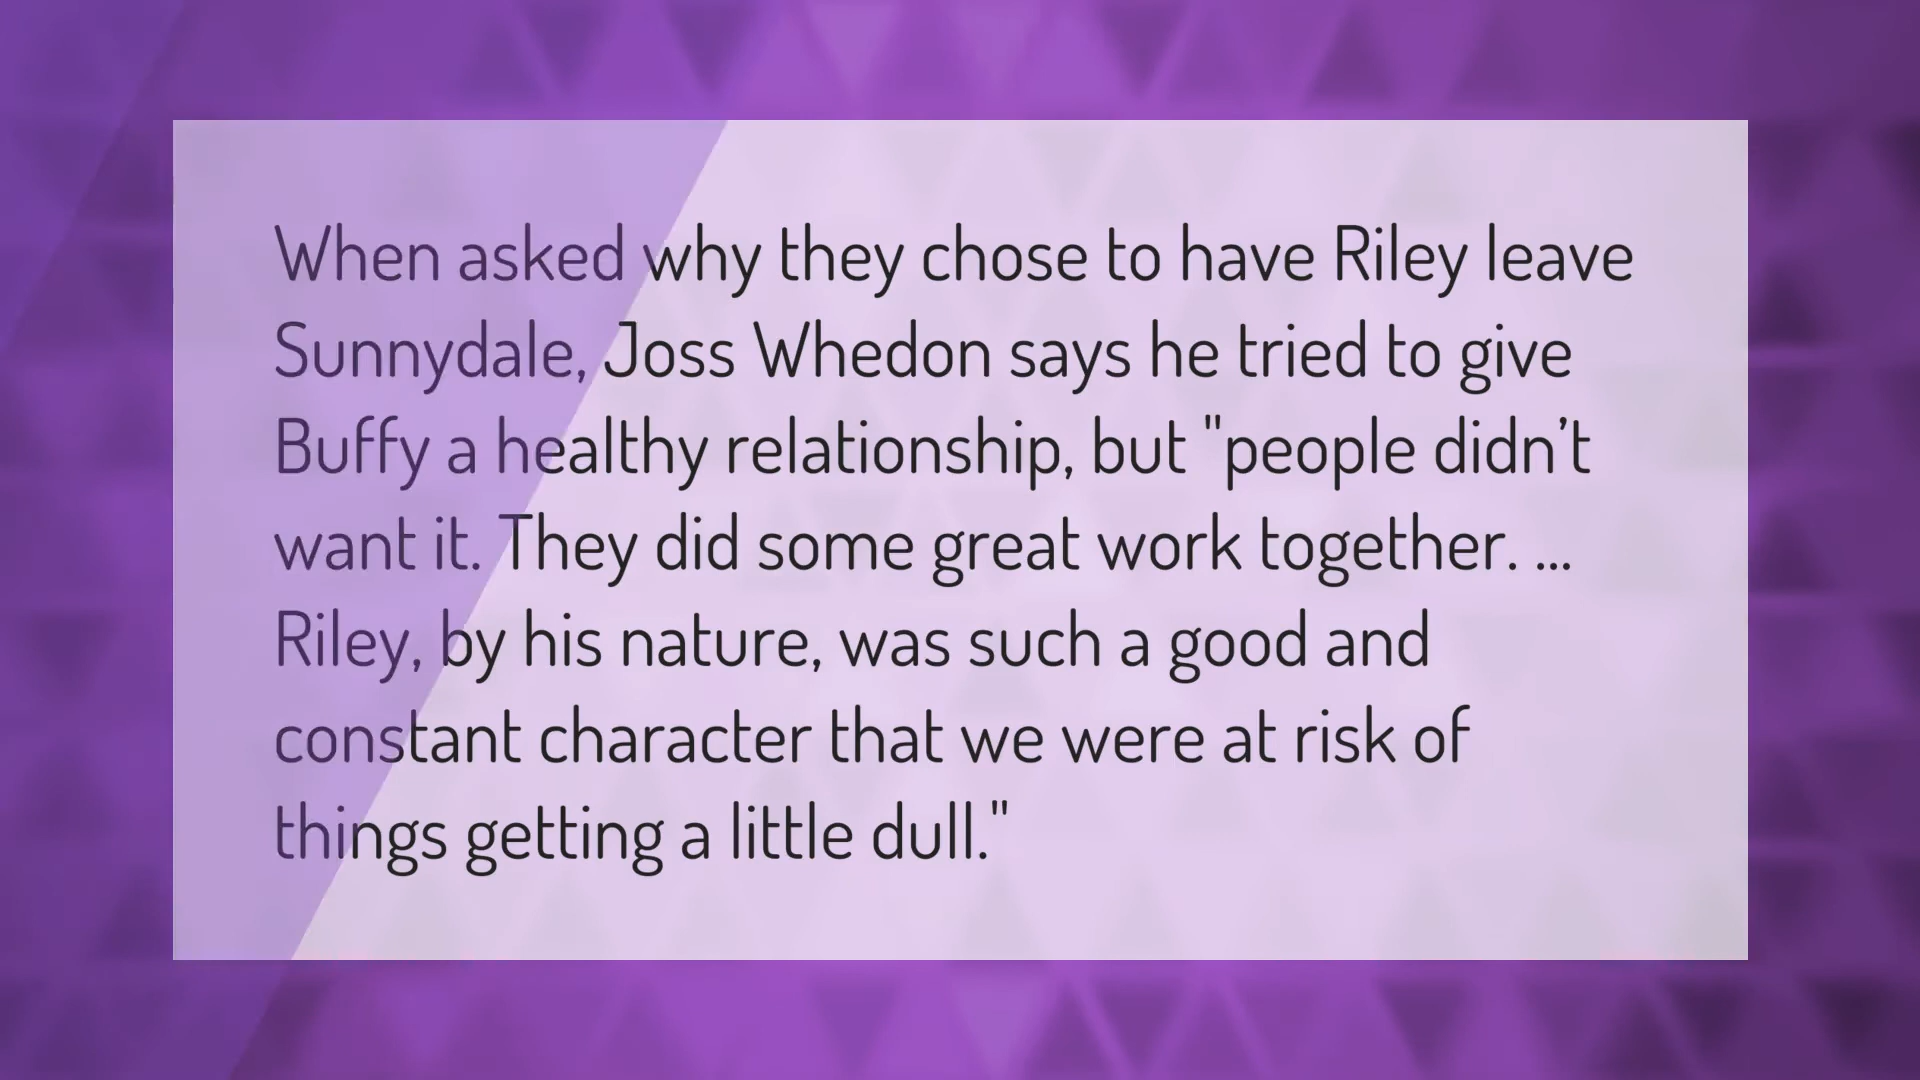 When asked why they chose to have Riley leave
Sunnydale, Joss Whedon says he tried to give
Buffy a healthy relationship, but "people didn’t
want it. They did some great work together. ...
Riley, by his nature, was such a good and
constant character that we were at risk of
things getting a little dull."